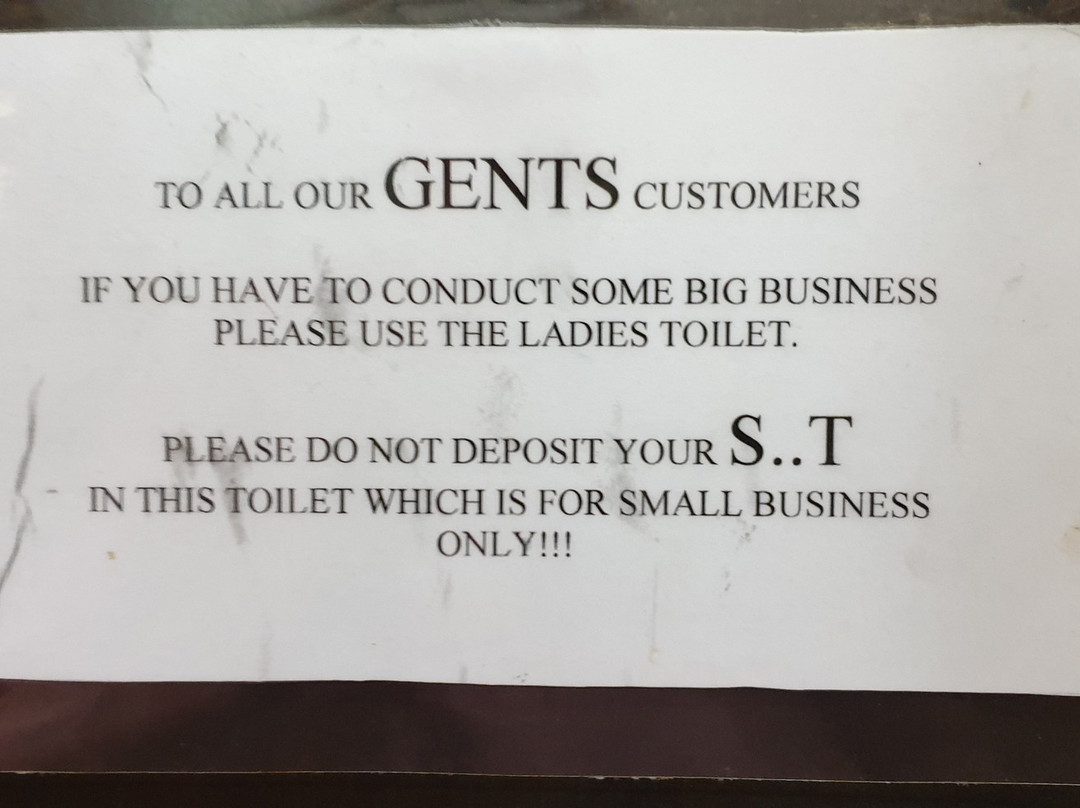 TO ALL OUR GENTS CUSTOMERS
IF YOU HAVE TO CONDUCT SOME BIG BUSINESS
PLEASE USE THE LADIES TOILET.
PLEASE DO NOT DEPOSIT YOUR S..T
IN THIS TOILET WHICH IS FOR SMALL BUSINESS
ONLY!!!